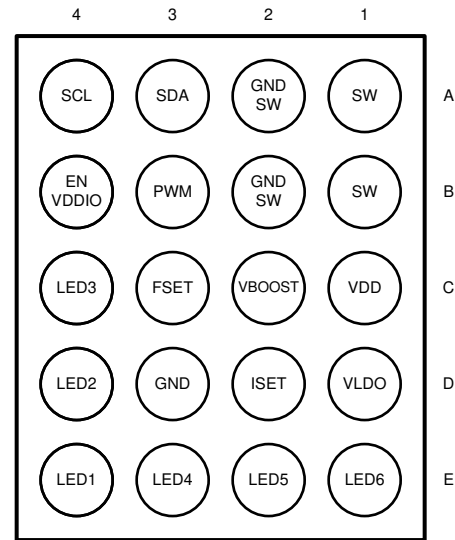 4 3 2 1
SCL SDA GND SW SW A
EN VDDIO PWM GND SW SW B
LED3 FSET VBOOST VDD C
LED2 GND ISET VLDO D
LED1 LED4 LED5 LED6 E